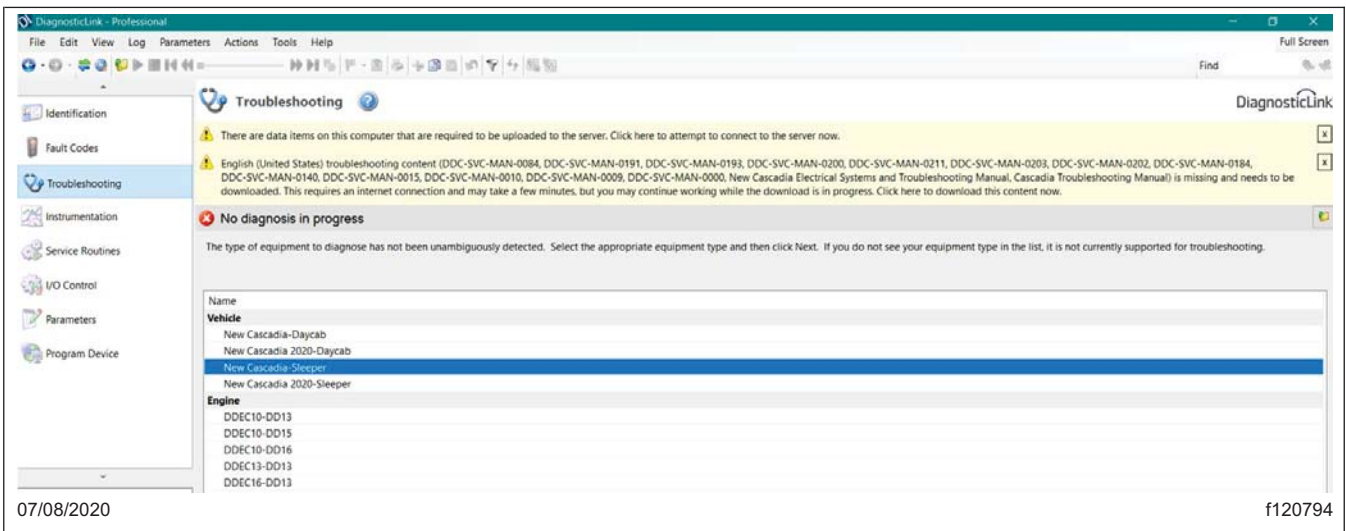 DiagnosticLink - Professional
File Edit View Log Parameters Actions Tools Help Full Screen
Find
Identification
Fault Codes
Troubleshooting
Instrumentation
Service Routines
I/O Control
Parameters
Program Device
Troubleshooting
DiagnosticLink
There are data items on this computer that are required to be uploaded to the server. Click here to attempt to connect to the server now.
x
English (United States) troubleshooting content (DDC-SVC-MAN-0084, DDC-SVC-MAN-0191, DDC-SVC-MAN-0193, DDC-SVC-MAN-0200, DDC-SVC-MAN-0211, DDC-SVC-MAN-0203, DDC-SVC-MAN-0202, DDC-SVC-MAN-0184,
DDC-SVC-MAN-0140, DDC-SVC-MAN-0015, DDC-SVC-MAN-0010, DDC-SVC-MAN-0009, DDC-SVC-MAN-0000, New Cascadia Electrical Systems and Troubleshooting Manual, Cascadia Troubleshooting Manual) is missing and needs to be
downloaded. This requires an internet connection and may take a few minutes, but you may continue working while the download is in progress. Click here to download this content now.
x
No diagnosis in progress
The type of equipment to diagnose has not been unambiguously detected. Select the appropriate equipment type and then click Next. If you do not see your equipment type in the list, it is not currently supported for troubleshooting.
Name
Vehicle
New Cascadia-Daycab
New Cascadia 2020-Daycab
New Cascadia-Sleeper
New Cascadia 2020-Sleeper
Engine
DDEC10-DD13
DDEC10-DD15
DDEC10-DD16
DDEC13-DD13
DDEC16-DD13
07/08/2020
f120794